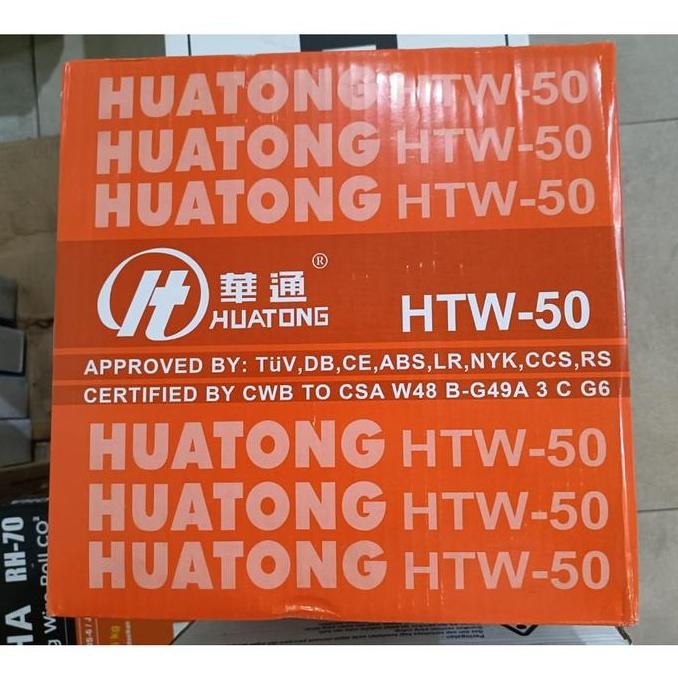 HUATONG HTW-50
HUATONG HTW-50
HUATONG HTW-50
Ht 華通 ®
HUATONG
HTW-50
APPROVED BY: TüV,DB,CE,ABS,LR,NYK,CCS,RS
CERTIFIED BY CWB TO CSA W48 B-G49A 3 C G6
HUATONG HTW-50
HUATONG HTW-50
HUATONG HTW-50
RH-70